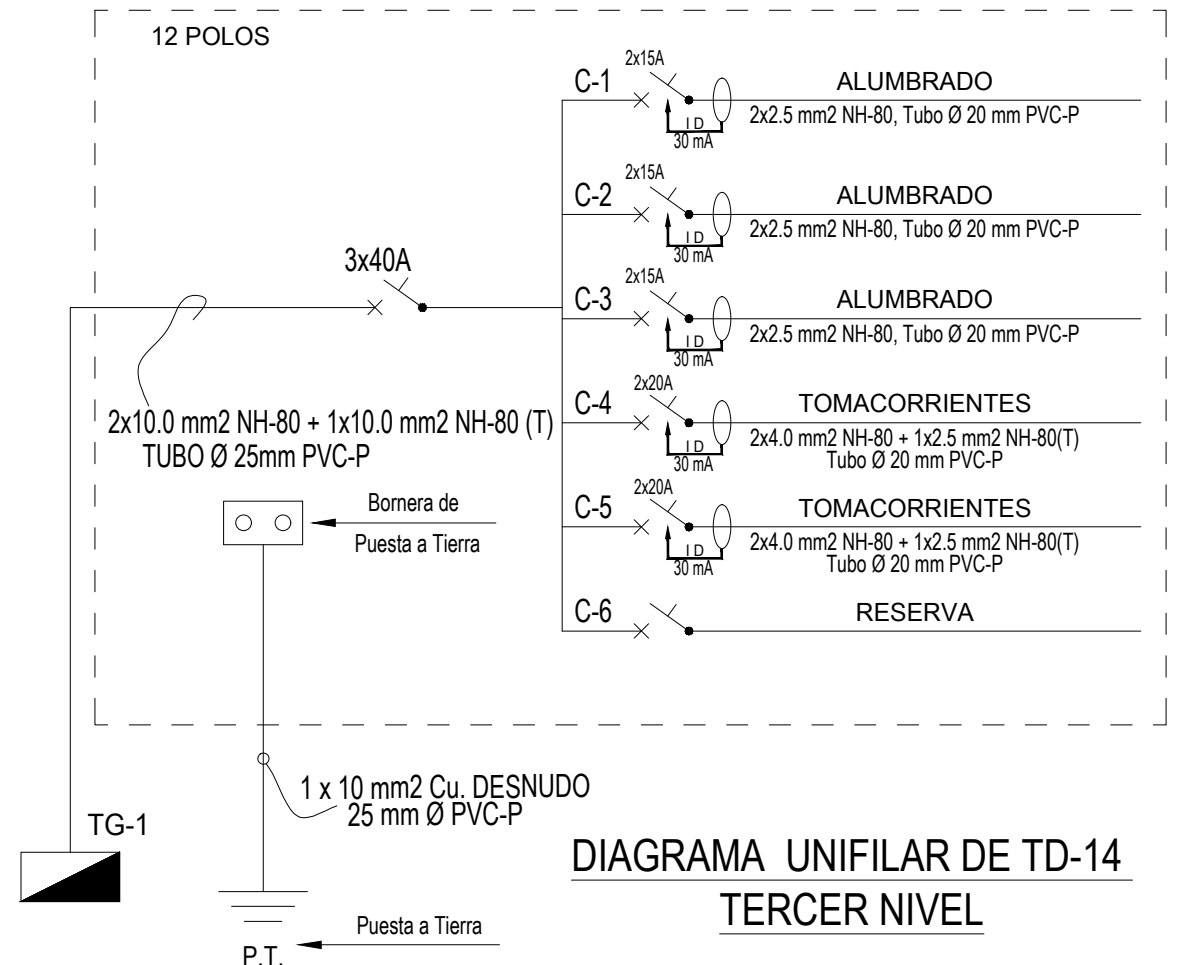 12 POLOS
2x15A
C-1
ALUMBRADO
2x2.5 mm2 NH-80, Tubo Ø 20 mm PVC-P
I D
30 mA
2x15A
C-2
ALUMBRADO
2x2.5 mm2 NH-80, Tubo Ø 20 mm PVC-P
I D
30 mA
3x40A
2x15A
C-3
ALUMBRADO
2x2.5 mm2 NH-80, Tubo Ø 20 mm PVC-P
I D
30 mA
2x20A
C-4
TOMACORRIENTES
2x4.0 mm2 NH-80 + 1x2.5 mm2 NH-80(T)
Tubo Ø 20 mm PVC-P
I D
30 mA
2x10.0 mm2 NH-80 + 1x10.0 mm2 NH-80 (T)
TUBO Ø 25mm PVC-P
2x20A
C-5
TOMACORRIENTES
2x4.0 mm2 NH-80 + 1x2.5 mm2 NH-80(T)
Tubo Ø 20 mm PVC-P
I D
30 mA
Bornera de
Puesta a Tierra
C-6
RESERVA
1 x 10 mm2 Cu. DESNUDO
25 mm Ø PVC-P
TG-1
DIAGRAMA UNIFILAR DE TD-14
TERCER NIVEL
Puesta a Tierra
P.T.